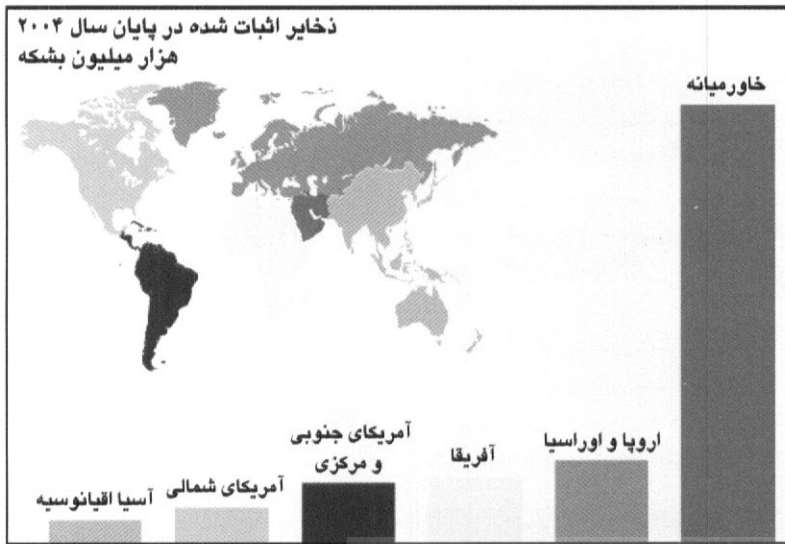 ذخایر اثبات شده در پایان سال ۲۰۰۴
هزار میلیون بشکه
خاورمیانه
اروپا و اوراسیا
آفریقا
آمریکای جنوبی
و مرکزی
آمریکای شمالی
آسیا اقیانوسیه